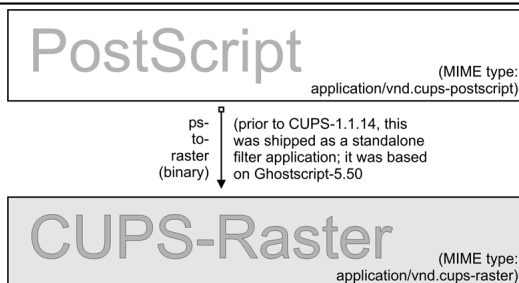 PostScript
(MIME type:
application/vnd.cups-postscript)
ps-
to-
raster
(binary)
(prior to CUPS-1.1.14, this
was shipped as a standalone
filter application; it was based
on Ghostscript-5.50
CUPS-Raster
(MIME type:
application/vnd.cups-raster)